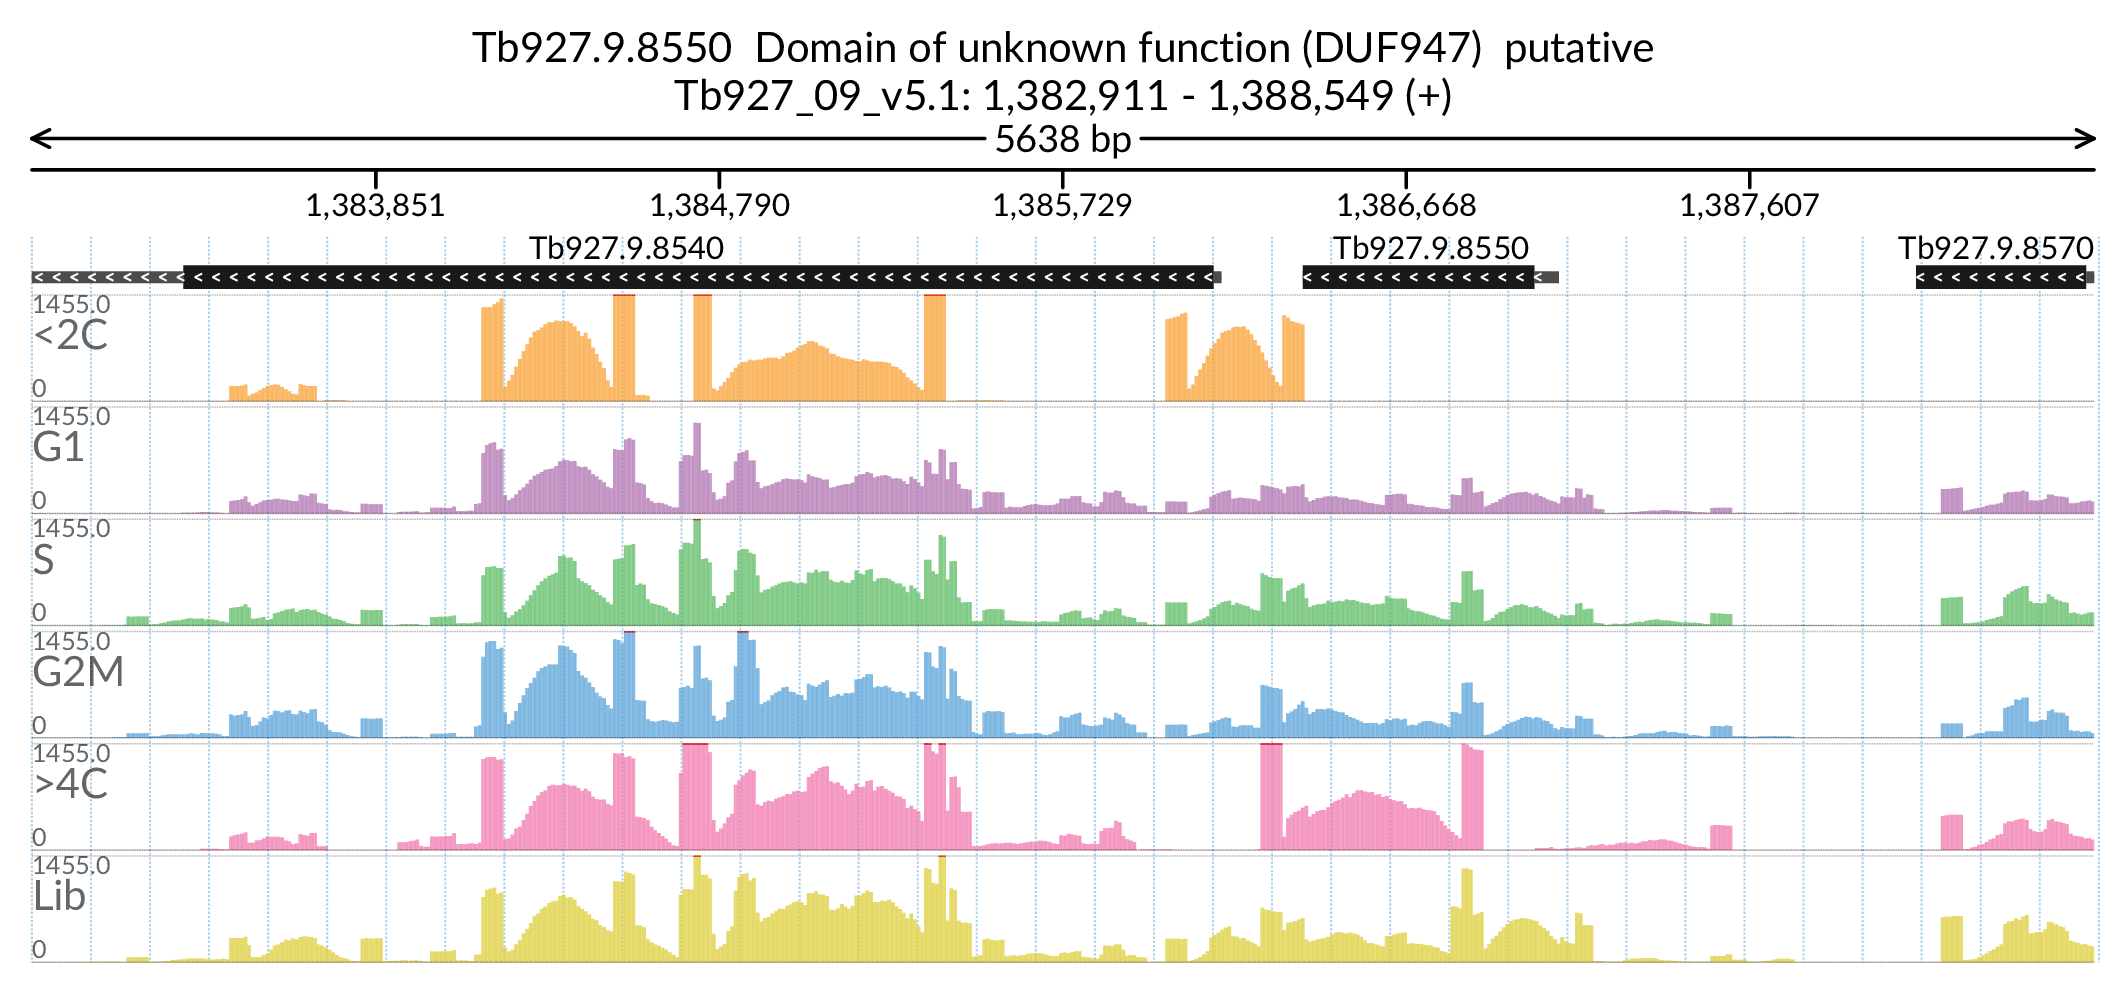 Tb927.9.8550  Domain of unknown function (DUF947)  putative
Tb927_09_v5.1: 1,382,911 - 1,388,549 (+)
5638 bp
1,383,851 1,384,790 1,385,729 1,386,668 1,387,607
Tb927.9.8540 Tb927.9.8550 Tb927.9.8570
1455.0
<2C
0
1455.0
G1
0
1455.0
S
0
1455.0
G2M
0
1455.0
>4C
0
1455.0
Lib
0